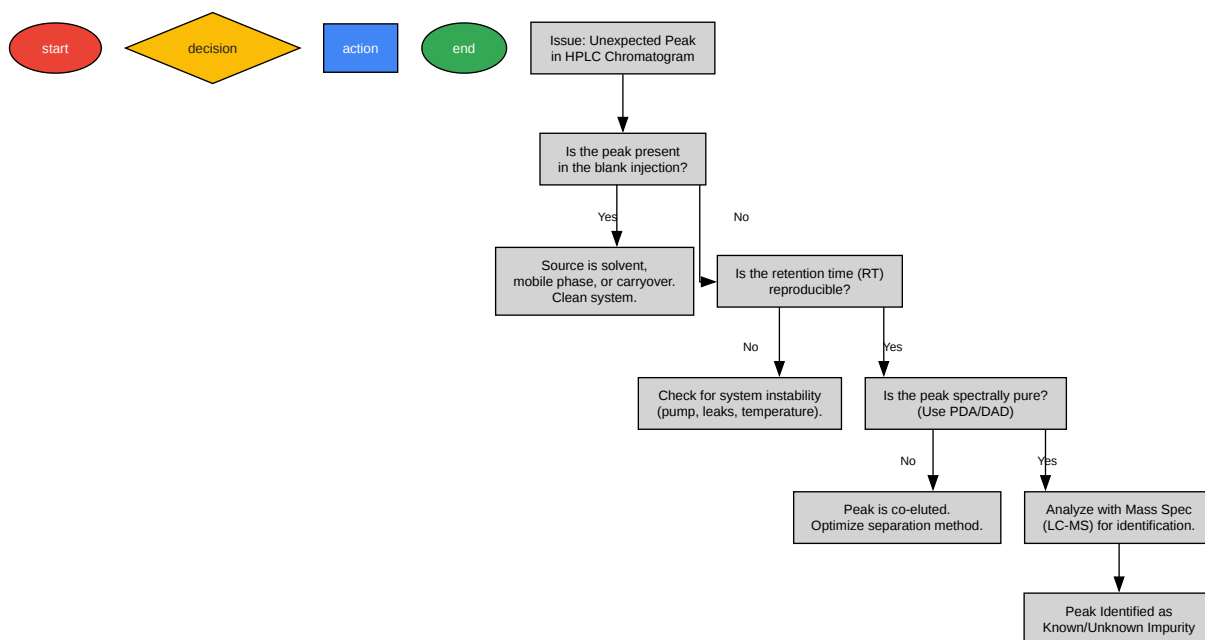 start
decision
action
end
Issue: Unexpected Peak
in HPLC Chromatogram
Is the peak present
in the blank injection?
Yes
No
Source is solvent,
mobile phase, or carryover.
Clean system.
Is the retention time (RT)
reproducible?
No
Yes
Check for system instability
(pump, leaks, temperature).
Is the peak spectrally pure?
(Use PDA/DAD)
No
Yes
Peak is co-eluted.
Optimize separation method.
Analyze with Mass Spec
(LC-MS) for identification.
Peak Identified as
Known/Unknown Impurity